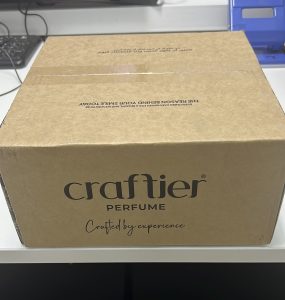 THE REASON BEHIND YOUR SMILE TODAY
craftier®
PERFUME
Crafted by experience